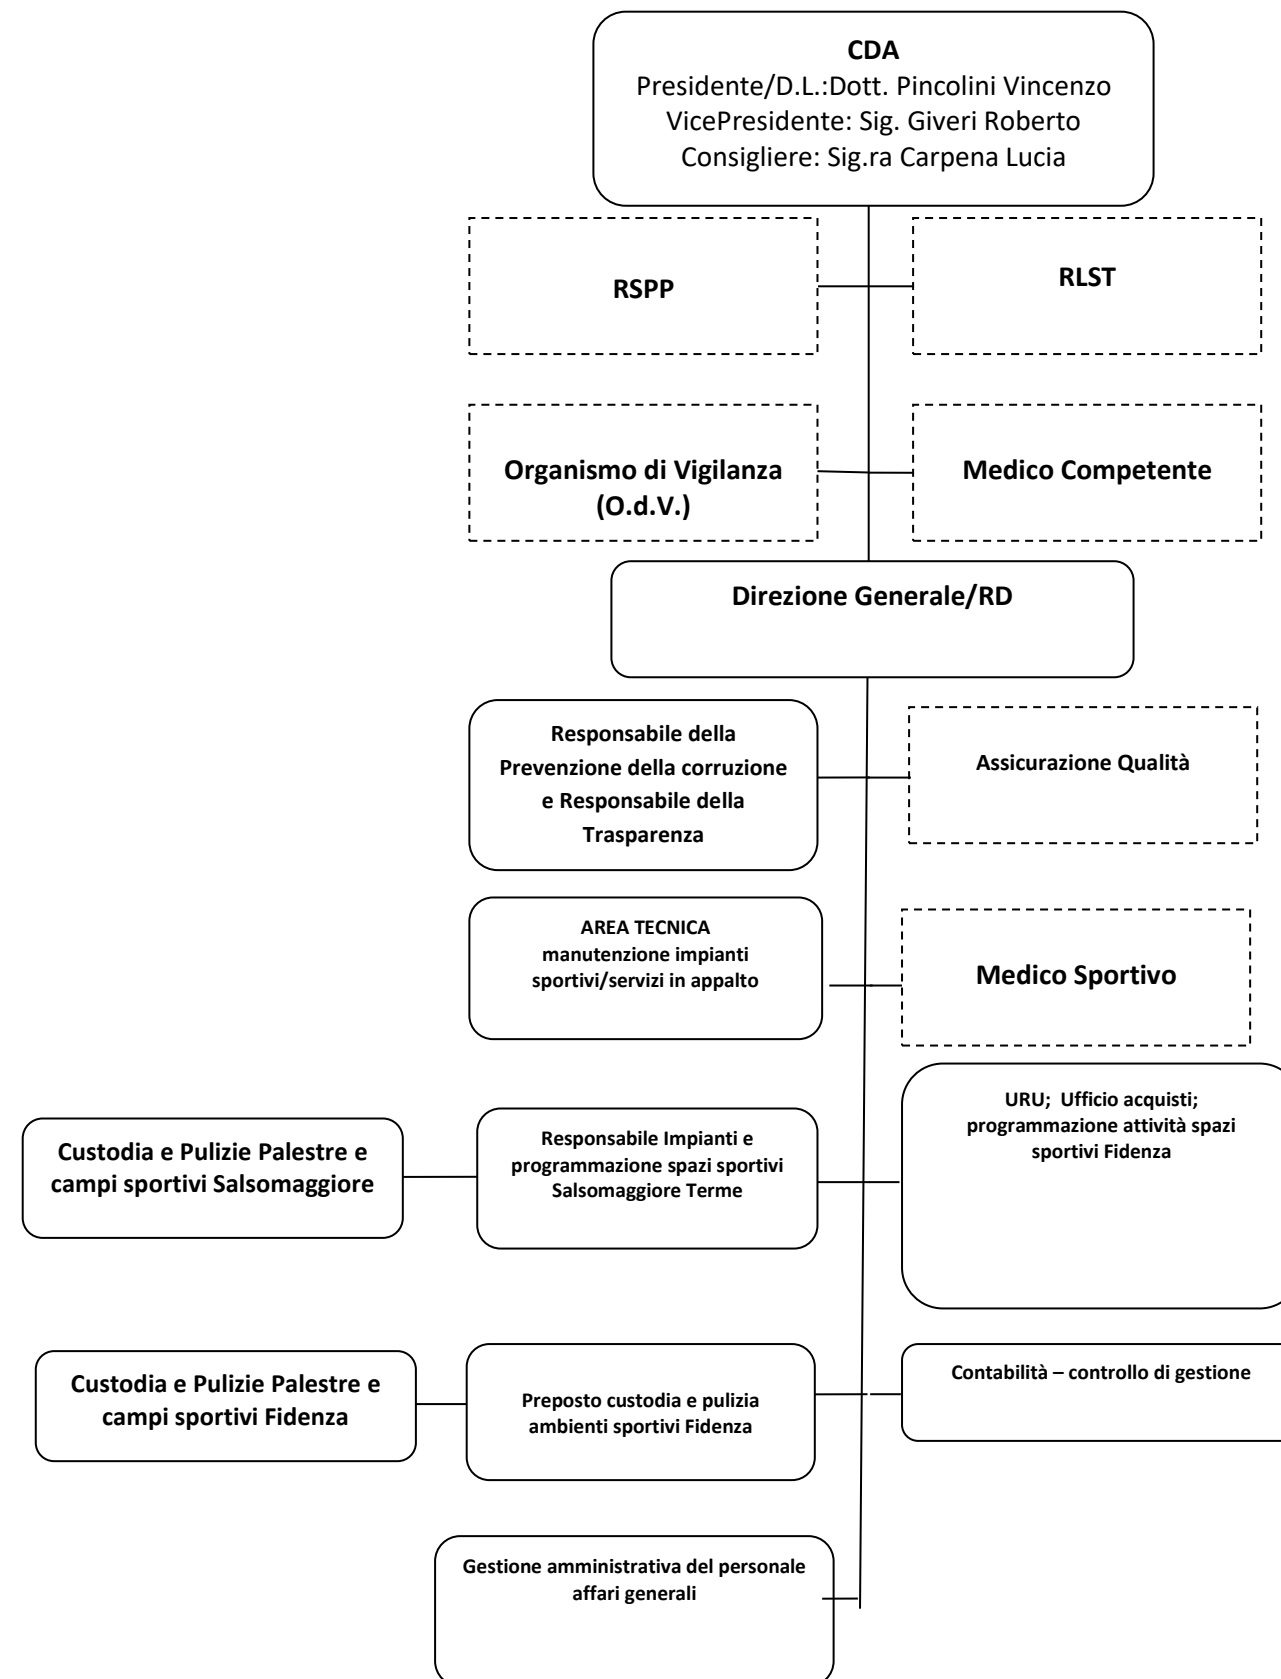 CDA
Presidente/D.L.:Dott. Pincolini Vincenzo
VicePresidente: Sig. Giveri Roberto
Consigliere: Sig.ra Carpena Lucia
RSPP
RLST
Organismo di Vigilanza
(O.d.V.)
Medico Competente
Direzione Generale/RD
Responsabile della
Prevenzione della corruzione
e Responsabile della
Trasparenza
Assicurazione Qualità
AREA TECNICA
manutenzione impianti
sportivi/servizi in appalto
Medico Sportivo
Custodia e Pulizie Palestre e
campi sportivi Salsomaggiore
Responsabile Impianti e
programmazione spazi sportivi
Salsomaggiore Terme
URU; Ufficio acquisti;
programmazione attività spazi
sportivi Fidenza
Custodia e Pulizie Palestre e
campi sportivi Fidenza
Preposto custodia e pulizia
ambienti sportivi Fidenza
Contabilità – controllo di gestione
Gestione amministrativa del personale
affari generali